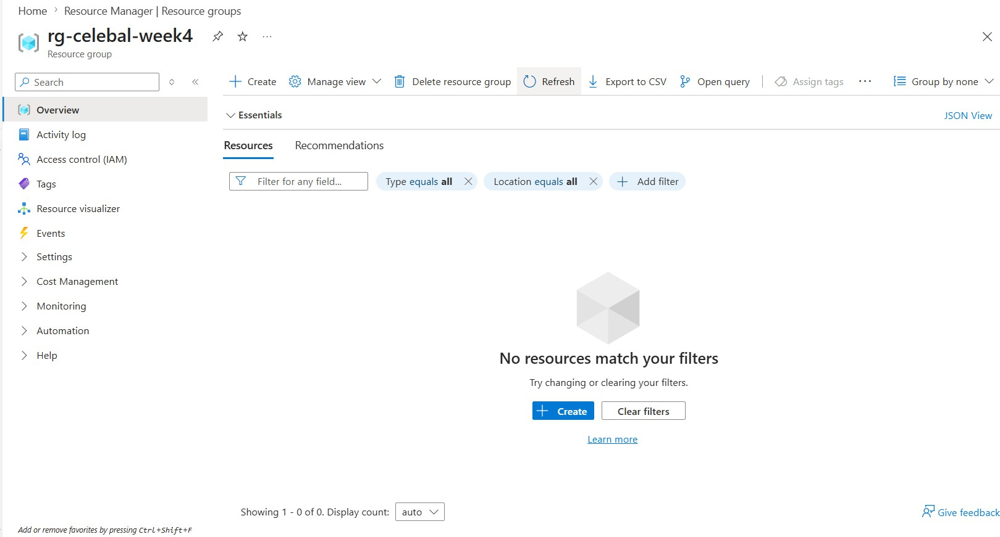 Home > Resource Manager | Resource groups
rg-celebal-week4
...
Resource group
Search
Create
Manage view
Delete resource group
Refresh
Export to CSV
Open query
Assign tags
...
Group by none
Overview
Activity log
Access control (IAM)
Tags
Resource visualizer
Events
Settings
Cost Management
Monitoring
Automation
Help
Add or remove favorites by pressing Ctrl+Shift+F
Essentials
JSON View
Resources
Recommendations
Filter for any field...
Type equals all
Location equals all
Add filter
No resources match your filters
Try changing or clearing your filters.
Create
Clear filters
Learn more
Showing 1 - 0 of 0. Display count: auto
Give feedback